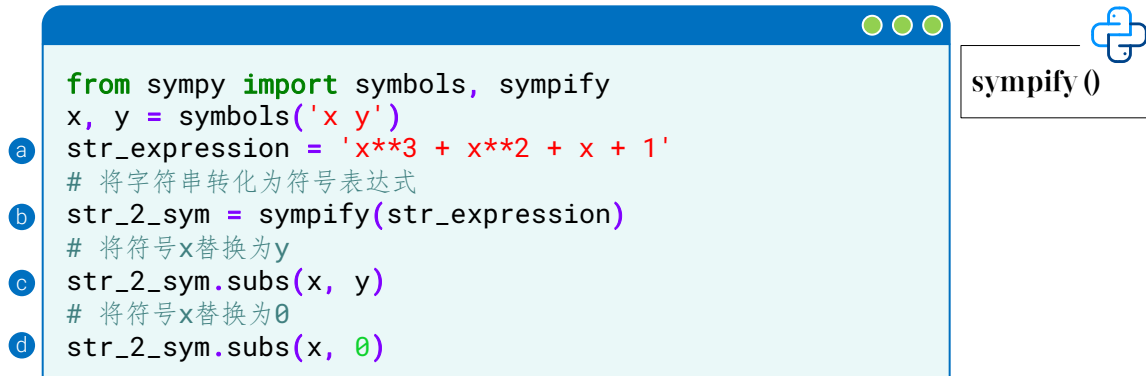 from sympy import symbols, sympify
x, y = symbols('x y')
a str_expression = 'x**3 + x**2 + x + 1'
# 将字符串转化为符号表达式
b str_2_sym = sympify(str_expression)
# 将符号x替换为y
c str_2_sym.subs(x, y)
# 将符号x替换为0
d str_2_sym.subs(x, 0)
sympify ()